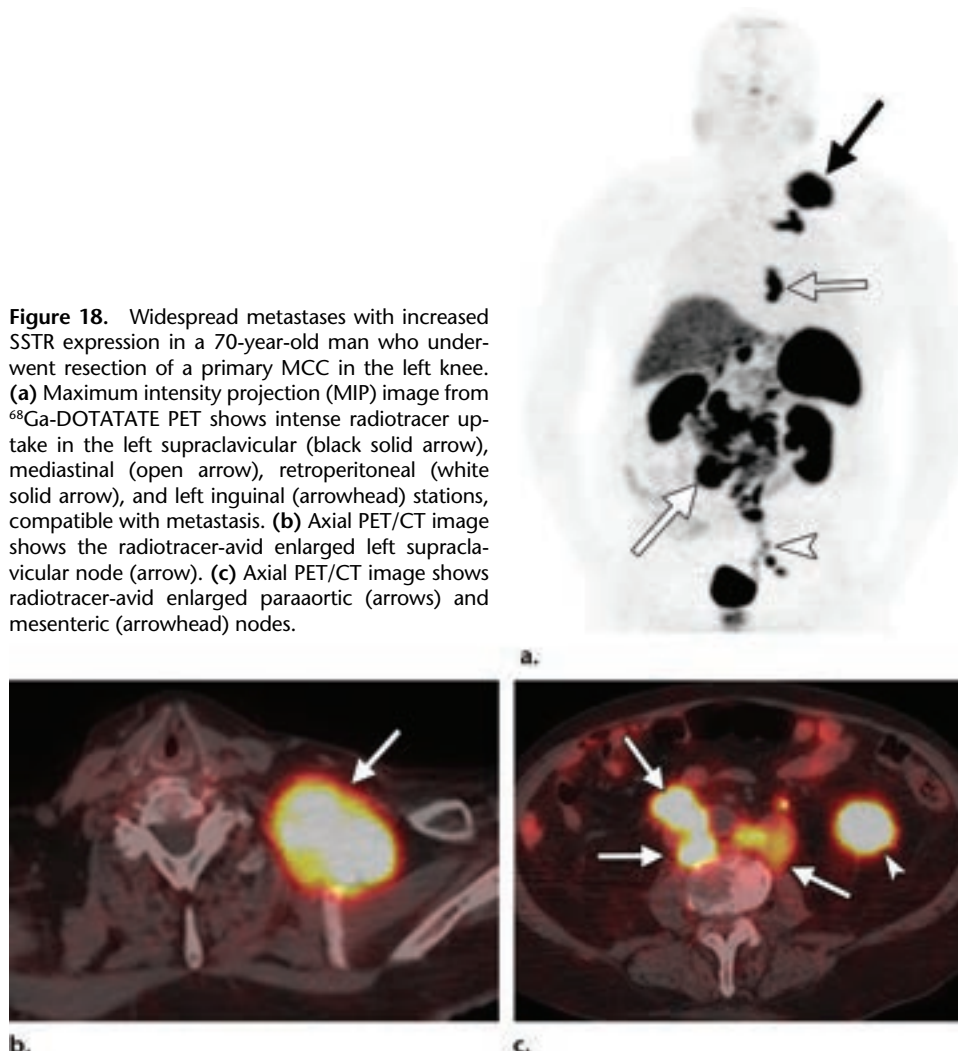 Figure 18. Widespread metastases with increased
SSTR expression in a 70-year-old man who under-
went resection of a primary MCC in the left knee.
(a) Maximum intensity projection (MIP) image from
⁶⁸Ga-DOTATATE PET shows intense radiotracer up-
take in the left supraclavicular (black solid arrow),
mediastinal (open arrow), retroperitoneal (white
solid arrow), and left inguinal (arrowhead) stations,
compatible with metastasis. (b) Axial PET/CT image
shows the radiotracer-avid enlarged left supracla-
vicular node (arrow). (c) Axial PET/CT image shows
radiotracer-avid enlarged paraaortic (arrows) and
mesenteric (arrowhead) nodes.
a.
b.
c.